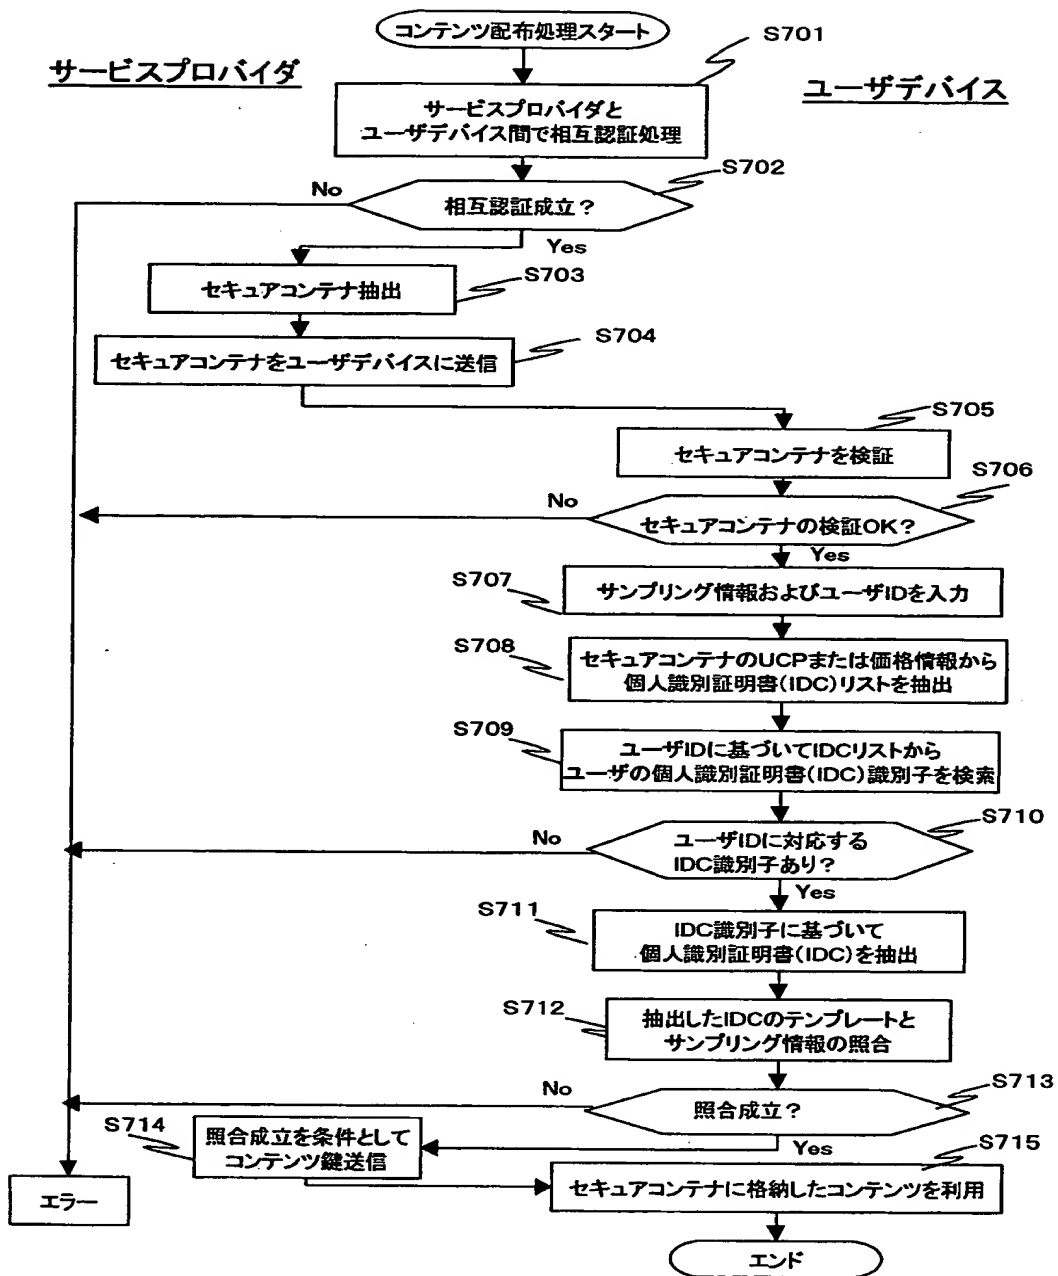 コンテンツ配布処理スタート
S701
サービスプロバイダ
ユーザデバイス
サービスプロバイダと
ユーザデバイス間で相互認証処理
S702
No
相互認証成立？
Yes
S703
セキュアコンテナ抽出
S704
セキュアコンテナをユーザデバイスに送信
S705
セキュアコンテナを検証
S706
No
セキュアコンテナの検証OK？
Yes
S707
サンプリング情報およびユーザIDを入力
S708
セキュアコンテナのUCPまたは価格情報から
個人識別証明書(IDC)リストを抽出
S709
ユーザIDに基づいてIDCリストから
ユーザの個人識別証明書(IDC)識別子を検索
S710
No
ユーザIDに対応する
IDC識別子あり？
Yes
S711
IDC識別子に基づいて
個人識別証明書(IDC)を抽出
S712
抽出したIDCのテンプレートと
サンプリング情報の照合
S713
No
照合成立？
Yes
S714
照合成立を条件として
コンテンツ鍵送信
S715
セキュアコンテナに格納したコンテンツを利用
エラー
エンド